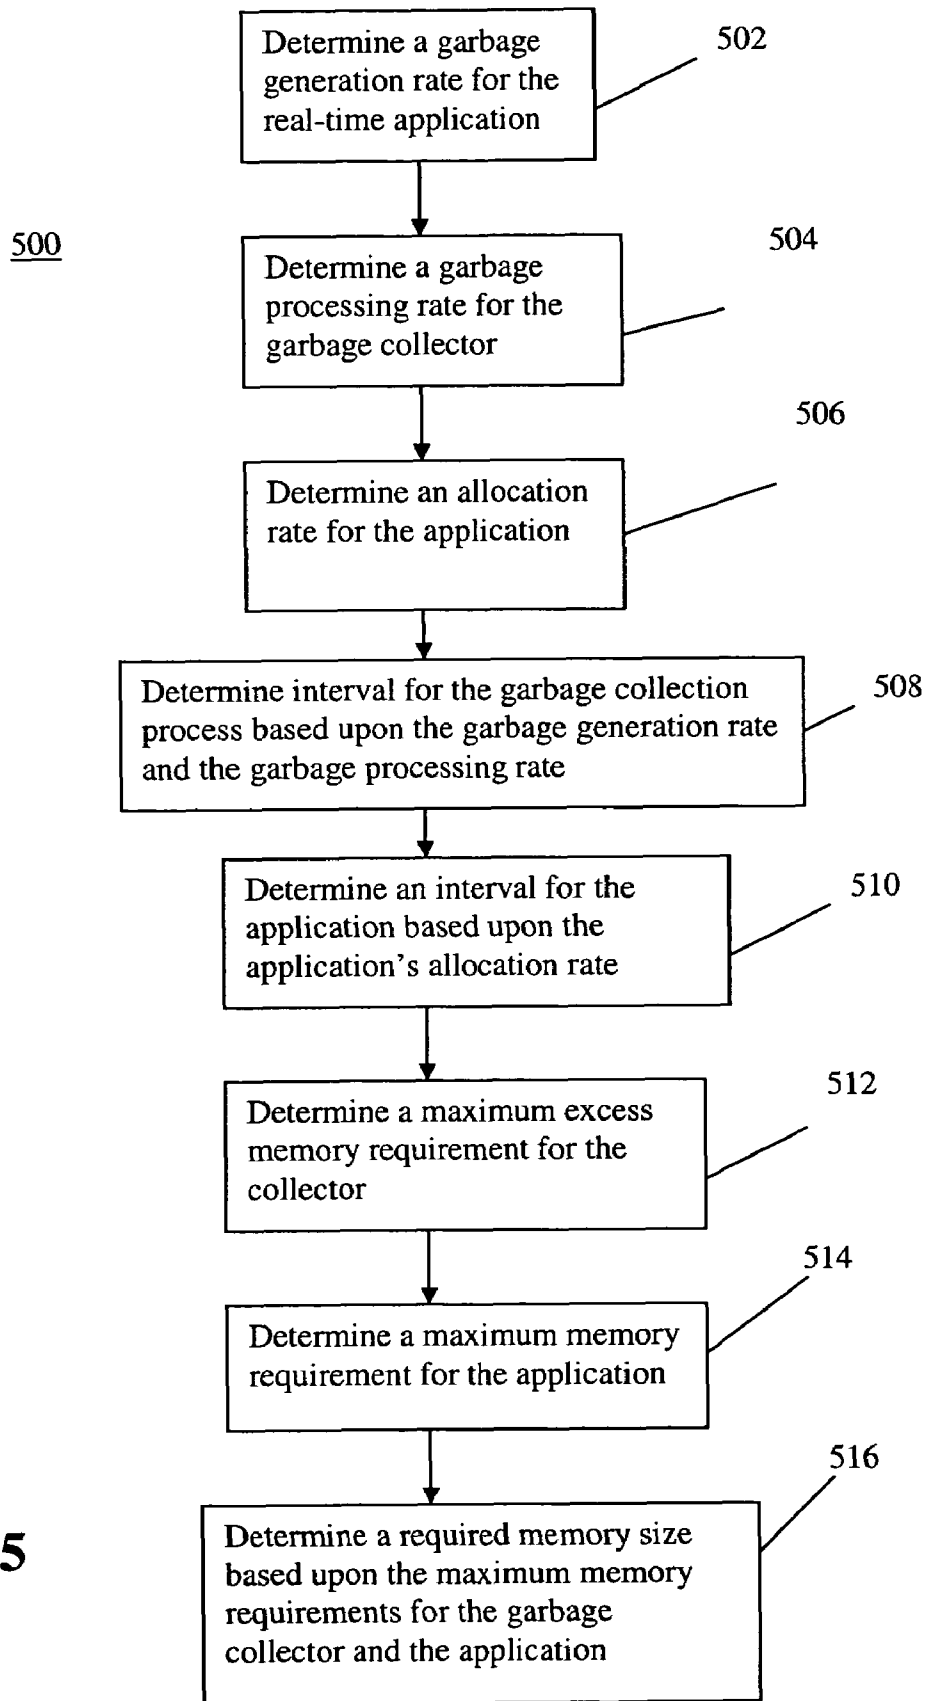 Determine a garbage
generation rate for the
real-time application
502
500
Determine a garbage
processing rate for the
garbage collector
504
506
Determine an allocation
rate for the application
Determine interval for the garbage collection
process based upon the garbage generation rate
and the garbage processing rate
508
Determine an interval for the
application based upon the
application's allocation rate
510
Determine a maximum excess
memory requirement for the
collector
512
514
Determine a maximum memory
requirement for the application
516
5
Determine a required memory size
based upon the maximum memory
requirements for the garbage
collector and the application